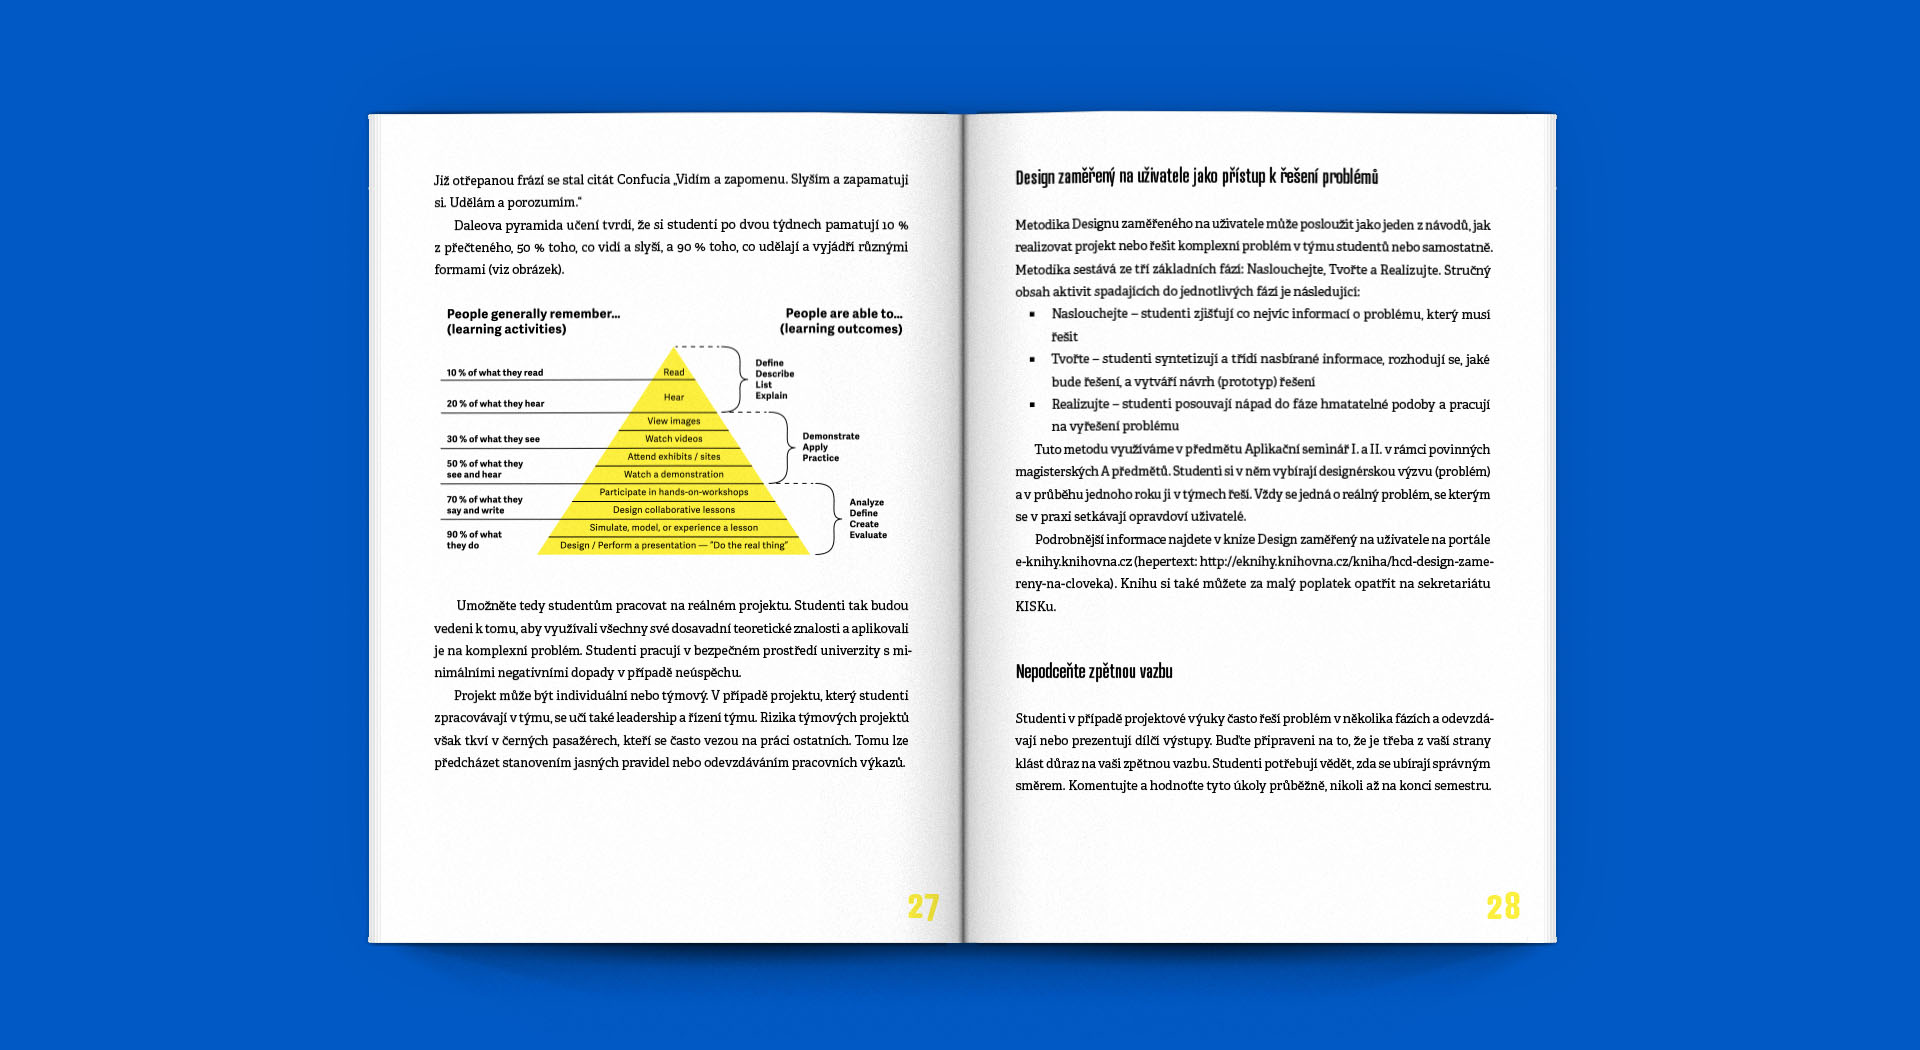 Již otřepanou frází se stal citát Confucia „Vidím a zapomenu. Slyším a zapamatuji
si. Udělám a porozumím.“
Daleova pyramida učení tvrdí, že si studenti po dvou týdnech pamatují 10 %
z přečteného, 50 % toho, co vidí a slyší, a 90 % toho, co udělají a vyjádří různými
formami (viz obrázek).
People generally remember...
(learning activities)
People are able to...
(learning outcomes)
10 % of what they read
20 % of what they hear
30 % of what they see
50 % of what they
see and hear
70 % of what they
say and write
90 % of what
they do
Read
Hear
View images
Watch videos
Attend exhibits / sites
Watch a demonstration
Participate in hands-on-workshops
Design collaborative lessons
Simulate, model, or experience a lesson
Design / Perform a presentation — “Do the real thing”
Define
Describe
List
Explain
Demonstrate
Apply
Practice
Analyze
Define
Create
Evaluate
Umožněte tedy studentům pracovat na reálném projektu. Studenti tak budou
vedeni k tomu, aby využívali všechny své dosavadní teoretické znalosti a aplikovali
je na komplexní problém. Studenti pracují v bezpečném prostředí univerzity s mi-
nimálními negativními dopady v případě neúspěchu.
Projekt může být individuální nebo týmový. V případě projektu, který studenti
zpracovávají v týmu, se učí také leadership a řízení týmu. Rizika týmových projektů
však tkví v černých pasažérech, kteří se často vezou na práci ostatních. Tomu lze
předcházet stanovením jasných pravidel nebo odevzdáváním pracovních výkazů.
27
Design zaměřený na uživatele jako přístup k řešení problémů
Metodika Designu zaměřeného na uživatele může posloužit jako jeden z návodů, jak
realizovat projekt nebo řešit komplexní problém v týmu studentů nebo samostatně.
Metodika sestává ze tří základních fází: Naslouchejte, Tvořte a Realizujte. Stručný
obsah aktivit spadajících do jednotlivých fází je následující:
▪ Naslouchejte – studenti zjišťují co nejvíc informací o problému, který musí
řešit
▪ Tvořte – studenti syntetizují a třídí nasbírané informace, rozhodují se, jaké
bude řešení, a vytváří návrh (prototyp) řešení
▪ Realizujte – studenti posouvají nápad do fáze hmatatelné podoby a pracují
na vyřešení problému
Tuto metodu využíváme v předmětu Aplikační seminář I. a II. v rámci povinných
magisterských A předmětů. Studenti si v něm vybírají designérskou výzvu (problém)
a v průběhu jednoho roku ji v týmech řeší. Vždy se jedná o reálný problém, se kterým
se v praxi setkávají opravdoví uživatelé.
Podrobnější informace najdete v knize Design zaměřený na uživatele na portále
e-knihy.knihovna.cz (hepertext: http://eknihy.knihovna.cz/kniha/hcd-design-zame-
reny-na-cloveka). Knihu si také můžete za malý poplatek opatřit na sekretariátu
KISKu.
Nepodceňte zpětnou vazbu
Studenti v případě projektové výuky často řeší problém v několika fázích a odevzdá-
vají nebo prezentují dílčí výstupy. Buďte připraveni na to, že je třeba z vaší strany
klást důraz na vaši zpětnou vazbu. Studenti potřebují vědět, zda se ubírají správným
směrem. Komentujte a hodnoťte tyto úkoly průběžně, nikoli až na konci semestru.
28